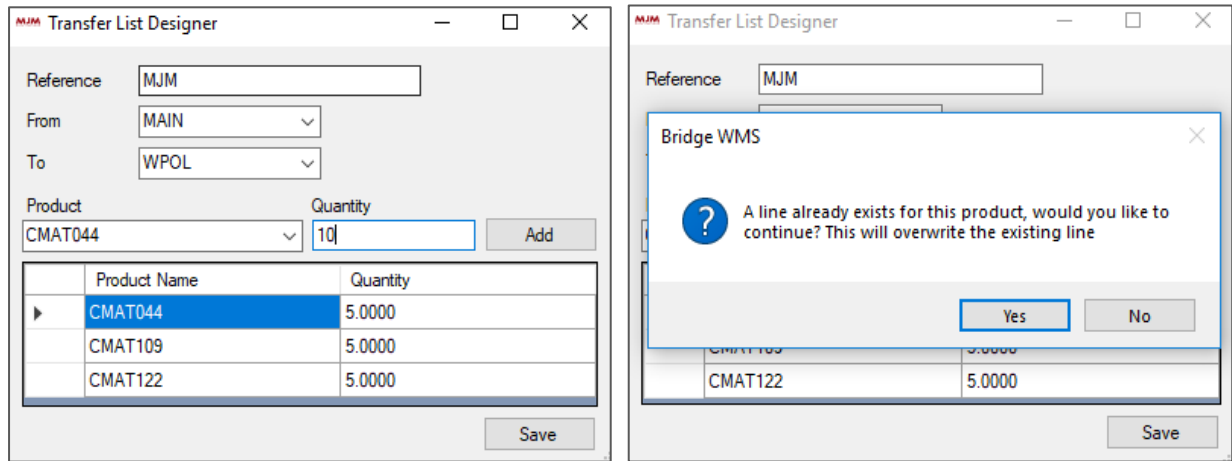 MJM Transfer List Designer
Reference MJM
From MAIN
To WPOL
Product Quantity
CMAT044 10 Add
Product Name Quantity
CMAT044 5.0000
CMAT109 5.0000
CMAT122 5.0000
Save
MJM Transfer List Designer
Reference MJM
Bridge WMS
A line already exists for this product, would you like to
continue? This will overwrite the existing line
Yes No
CMAT122 5.0000
Save